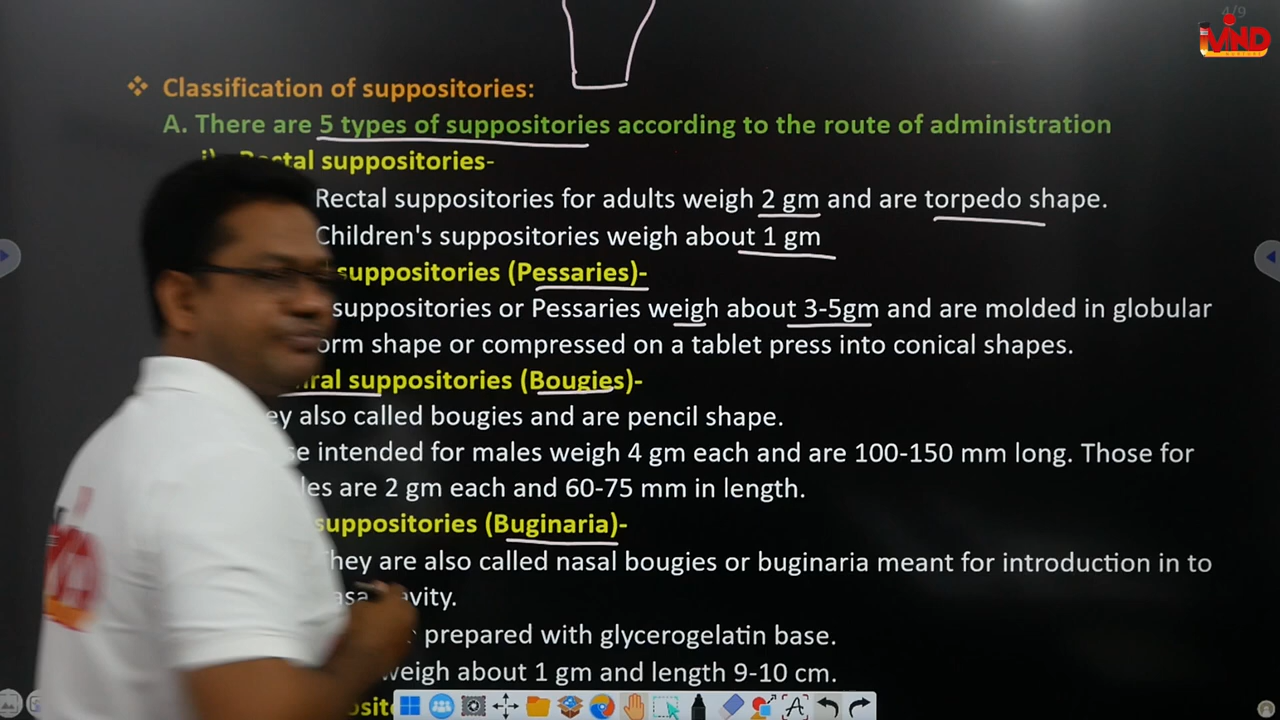 4/9
iMND
❖ Classification of suppositories:
A. There are 5 types of suppositories according to the route of administration
suppositories-
Rectal suppositories for adults weigh 2 gm and are torpedo shape.
Children's suppositories weigh about 1 gm
suppositories (Pessaries)-
suppositories or Pessaries weigh about 3-5gm and are molded in globular
shape or compressed on a tablet press into conical shapes.
suppositories (Bougies)-
also called bougies and are pencil shape.
intended for males weigh 4 gm each and are 100-150 mm long. Those for
are 2 gm each and 60-75 mm in length.
suppositories (Buginaria)-
They are also called nasal bougies or buginaria meant for introduction in to
prepared with glycerogelatin base.
weigh about 1 gm and length 9-10 cm.